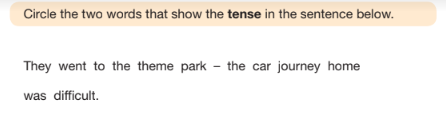 Circle the two words that show the tense in the sentence below.
They went to the theme park – the car journey home
was difficult.